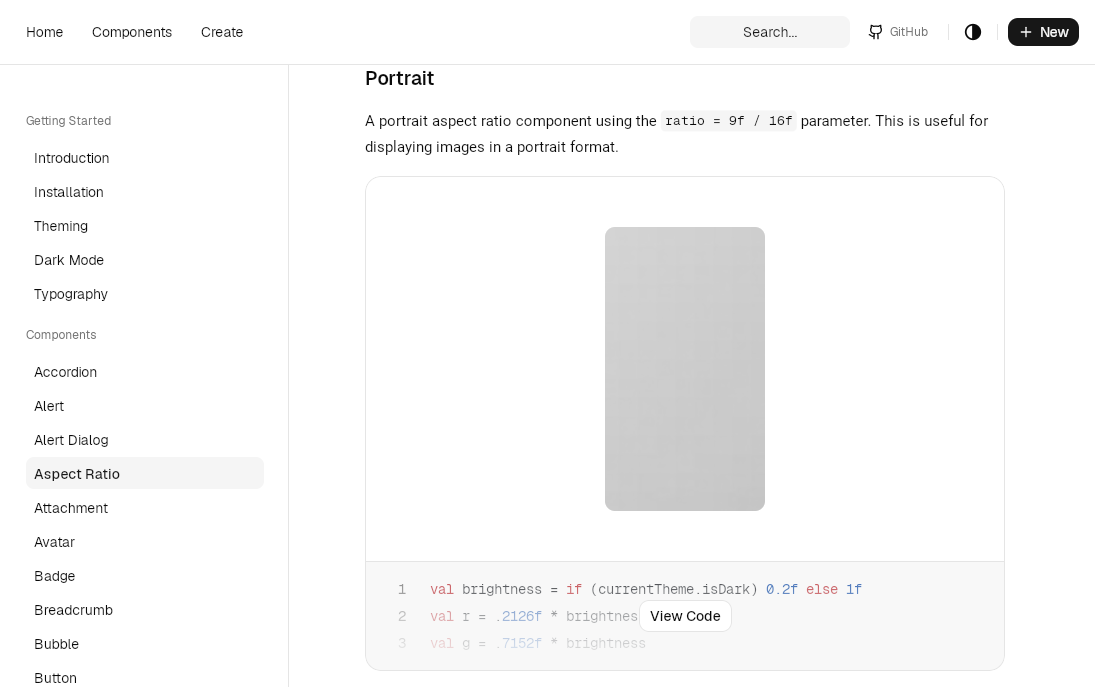 Home Components Create Search... GitHub New
Getting Started
Introduction
Installation
Theming
Dark Mode
Typography
Components
Accordion
Alert
Alert Dialog
Aspect Ratio
Attachment
Avatar
Badge
Breadcrumb
Bubble
Button
Portrait
A portrait aspect ratio component using the ratio = 9f / 16f parameter. This is useful for
displaying images in a portrait format.
1 val brightness = if (currentTheme.isDark) 0.2f else 1f
2 val r = .2126f * brightnes
View Code
3 val g = .7152f * brightness